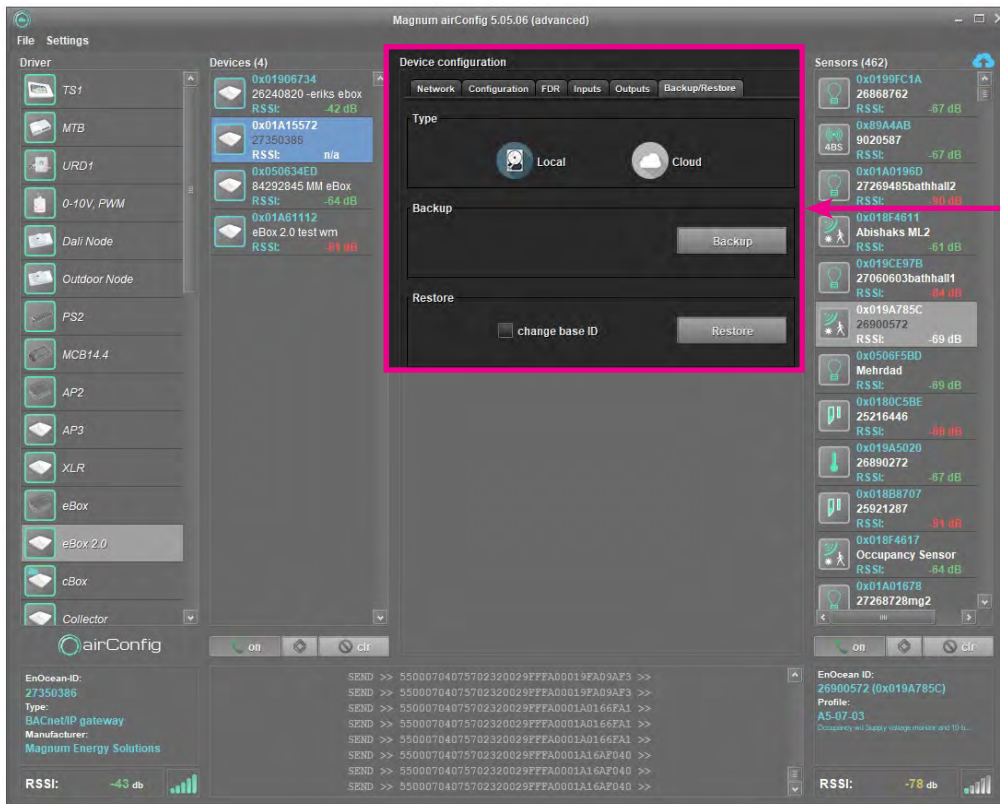 Magnum airConfig 5.05.06 (advanced)
File Settings
Driver
TS1
MTB
URD1
0-10V, PWM
Dali Node
Outdoor Node
PS2
MCB14.4
AP2
AP3
XLR
eBox
eBox 2.0
cBox
Collector
airConfig
EnOcean-ID:
27350386
Type:
BACnet/IP gateway
Manufacturer:
Magnum Energy Solutions
RSSI: -43 db
Devices (4)
0x01906734
26240820 -eriks ebox
RSSI: -42 dB
0x01A15572
27350386
RSSI: n/a
0x050634ED
84292845 MM eBox
RSSI: -64 dB
0x01A61112
eBox 2.0 test wm
RSSI: -81 dB
on clr
Device configuration
Network Configuration FDR Inputs Outputs Backup/Restore
Type
Local Cloud
Backup
Backup
Restore
change base ID Restore
SEND >> 55000704075702320029FFFA00019FA09AF3 >>
SEND >> 55000704075702320029FFFA00019FA09AF3 >>
SEND >> 55000704075702320029FFFA0001A0166FA1 >>
SEND >> 55000704075702320029FFFA0001A0166FA1 >>
SEND >> 55000704075702320029FFFA0001A16AF040 >>
SEND >> 55000704075702320029FFFA0001A16AF040 >>
SEND >> 55000704075702320029FFFA0001A16AF040 >>
Sensors (462)
0x0199FC1A
26868762
RSSI: -67 dB
4BS
0x89A4AB
9020587
RSSI: -67 dB
0x01A0196D
27269485bathhall2
RSSI: -90 dB
0x018F4611
Abishaks ML2
RSSI: -61 dB
0x019CE97B
27060603bathhall1
RSSI: -84 dB
0x019A785C
26900572
RSSI: -69 dB
0x0506F5BD
Mehrdad
RSSI: -69 dB
0x0180C5BE
25216446
RSSI: -88 dB
0x019A5020
26890272
RSSI: -67 dB
0x018B8707
25921287
RSSI: -91 dB
0x018F4617
Occupancy Sensor
RSSI: -64 dB
0x01A01678
27268728mg2
on clr
EnOcean ID:
26900572 (0x019A785C)
Profile:
A5-07-03
Occupancy w/ Supply voltage monitor and 10-b...
RSSI: -78 db